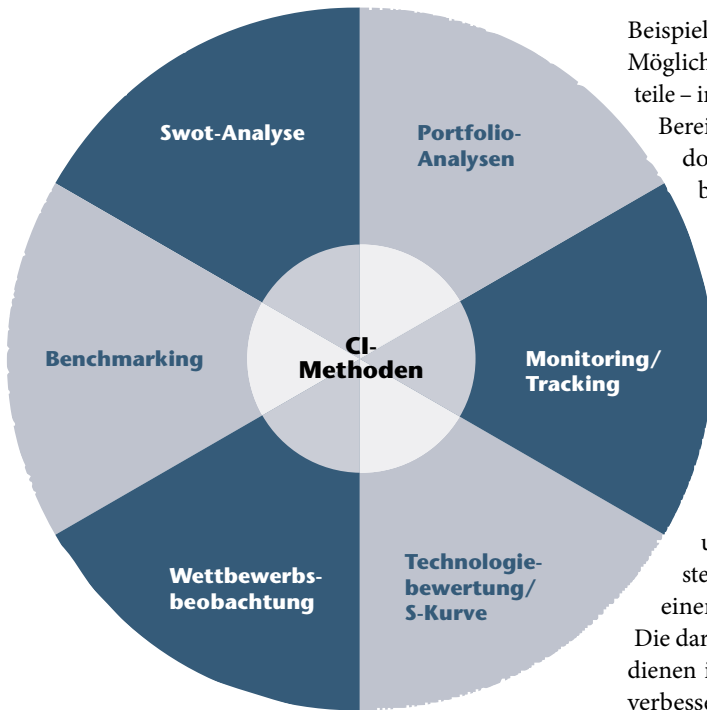 Swot-Analyse
Portfolio-
Analysen
Monitoring/
Tracking
Technologie-
bewertung/
S-Kurve
Wettbewerbs-
beobachtung
Benchmarking
CI-
Methoden
Beispiel
Möglich
teile – i
Berei
do
b
u
ste
einer
Die dar
dienen i
verbess